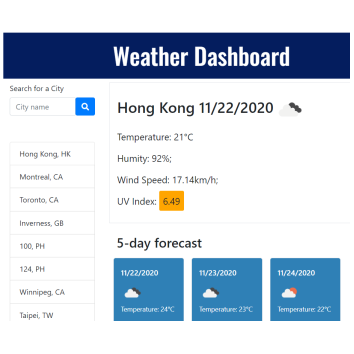 Weather Dashboard
Search for a City
City name
Hong Kong, HK
Montreal, CA
Toronto, CA
Inverness, GB
100, PH
124, PH
Winnipeg, CA
Taipei, TW
Hong Kong 11/22/2020
Temperature: 21°C
Humity: 92%;
Wind Speed: 17.14km/h;
UV Index: 6.49
5-day forecast
11/22/2020
Temperature: 24°C
11/23/2020
Temperature: 23°C
11/24/2020
Temperature: 22°C